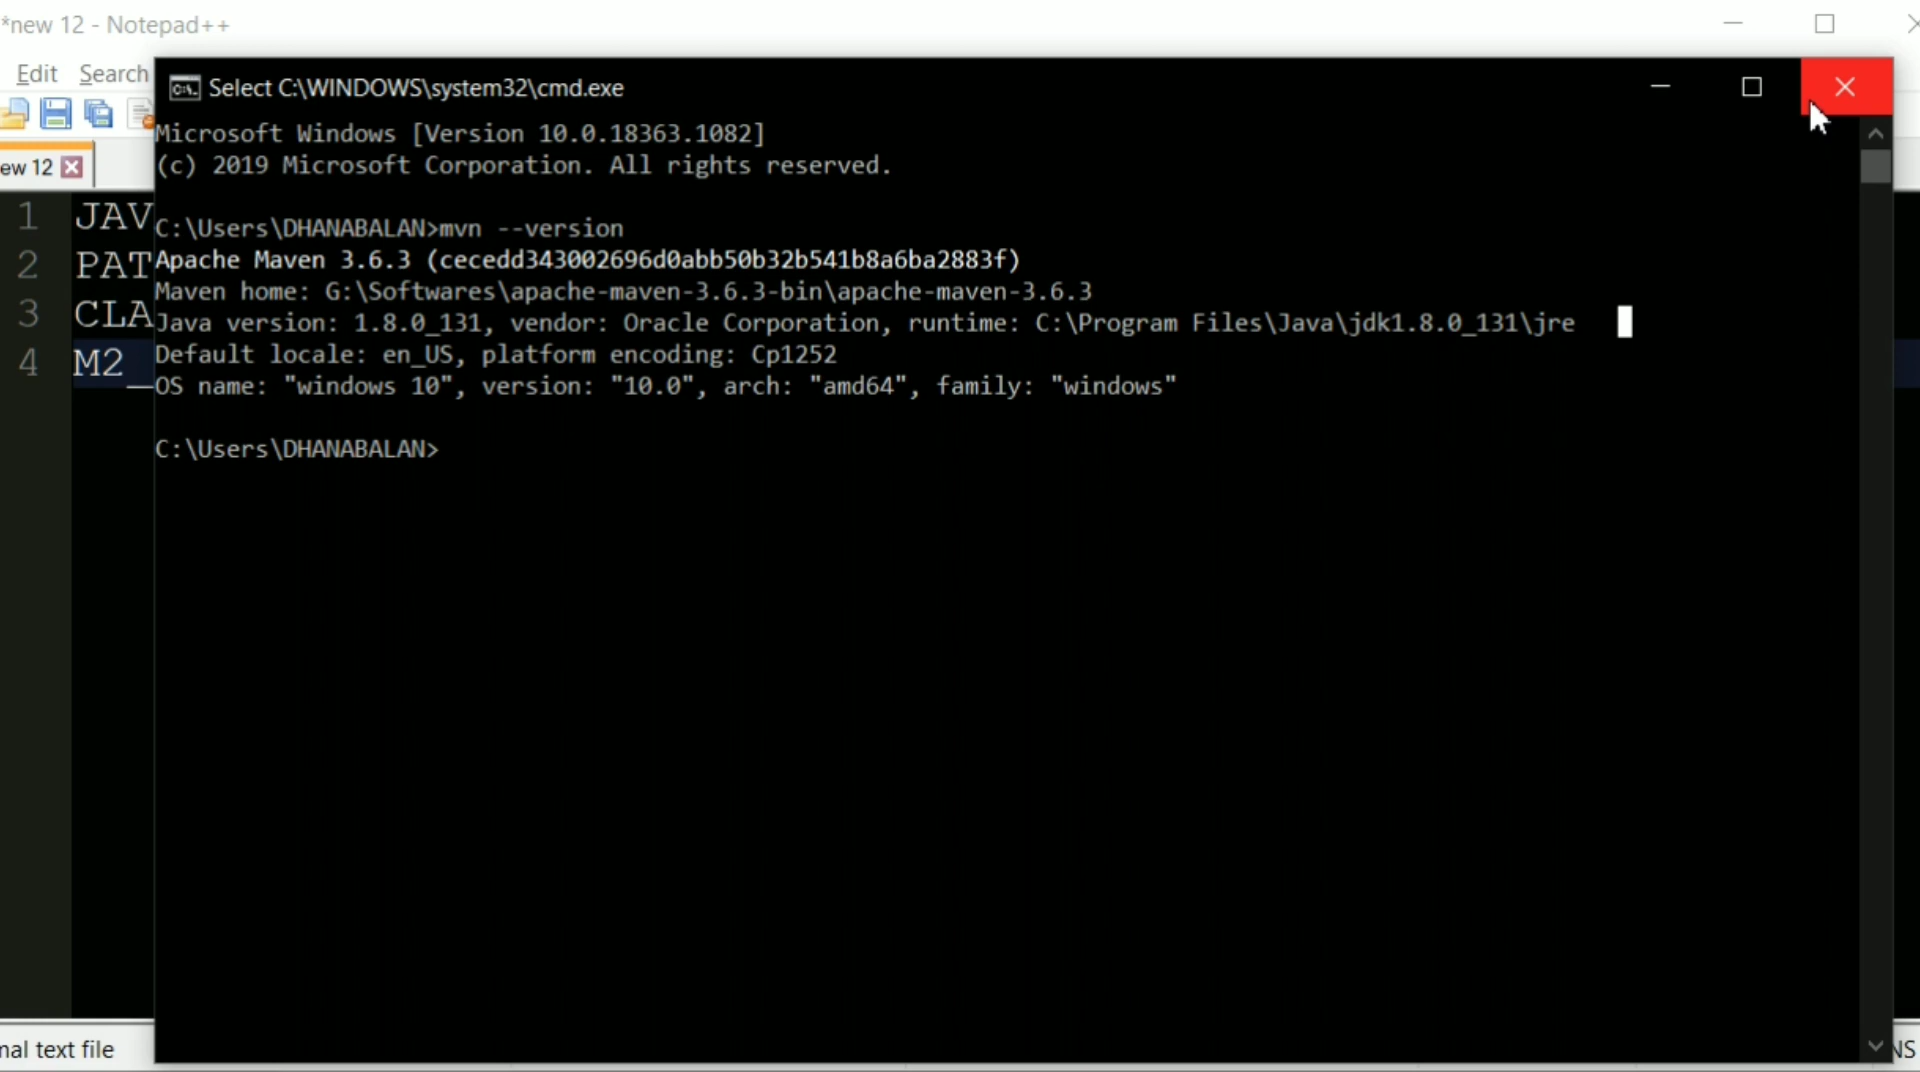 *new 12 - Notepad++
Edit Search
Select C:\WINDOWS\system32\cmd.exe
ew 12
Microsoft Windows [Version 10.0.18363.1082]
(c) 2019 Microsoft Corporation. All rights reserved.
1 JAV
C:\Users\DHANABALAN>mvn --version
2 PAT
Apache Maven 3.6.3 (cecedd343002696d0abb50b32b541b8a6ba2883f)
Maven home: G:\Softwares\apache-maven-3.6.3-bin\apache-maven-3.6.3
3 CLA
Java version: 1.8.0_131, vendor: Oracle Corporation, runtime: C:\Program Files\Java\jdk1.8.0_131\jre
4 M2_
Default locale: en_US, platform encoding: Cp1252
OS name: "windows 10", version: "10.0", arch: "amd64", family: "windows"
C:\Users\DHANABALAN>
nal text file
NS